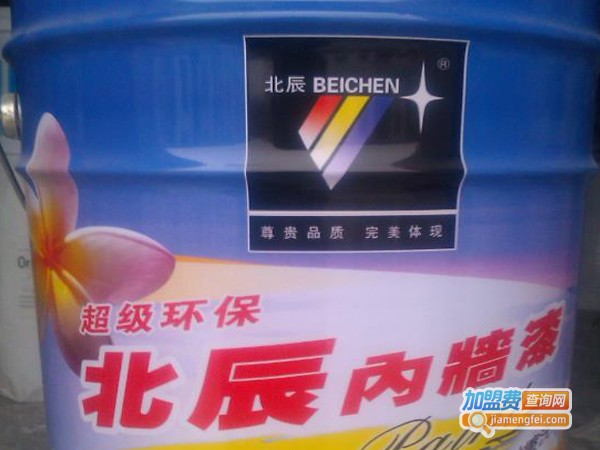 北辰 BEICHEN ®
尊贵品质 完美体现
超级环保
北辰内牆漆
加盟费查询网
jiamengfei.com